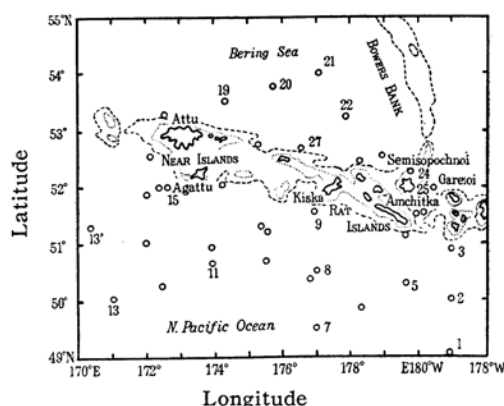 55°N
Bering Sea
21
20
19
54°
22
BOWERS BANK
Attu
53°
27
NEAR ISLANDS
Semisopochnoi
24
Agattu
15
25
Gareloi
52°
Kiska
Amchitka
RAT
ISLANDS
9
13'
51°
3
11
8
5
13
50°
2
N. Pacific Ocean
7
1
49°N
170°E
172°
174°
176°
178°
E180°W
178°W
Latitude
Longitude